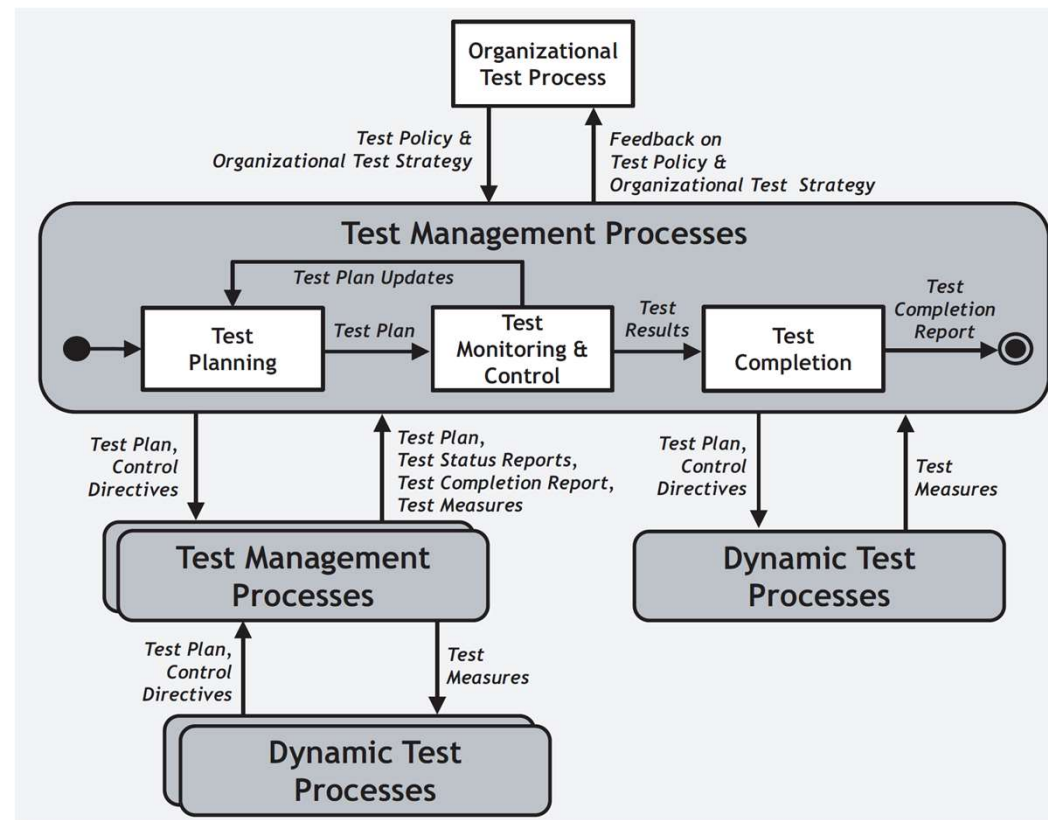 Organizational
Test Process
Test Policy &
Organizational Test Strategy
Feedback on
Test Policy &
Organizational Test Strategy
Test Management Processes
Test Plan Updates
Test
Planning
Test Plan
Test
Monitoring &
Control
Test
Results
Test
Completion
Test
Completion
Report
Test Plan,
Control
Directives
Test Plan,
Test Status Reports,
Test Completion Report,
Test Measures
Test Plan,
Control
Directives
Test
Measures
Test Management
Processes
Dynamic Test
Processes
Test Plan,
Control
Directives
Test
Measures
Dynamic Test
Processes